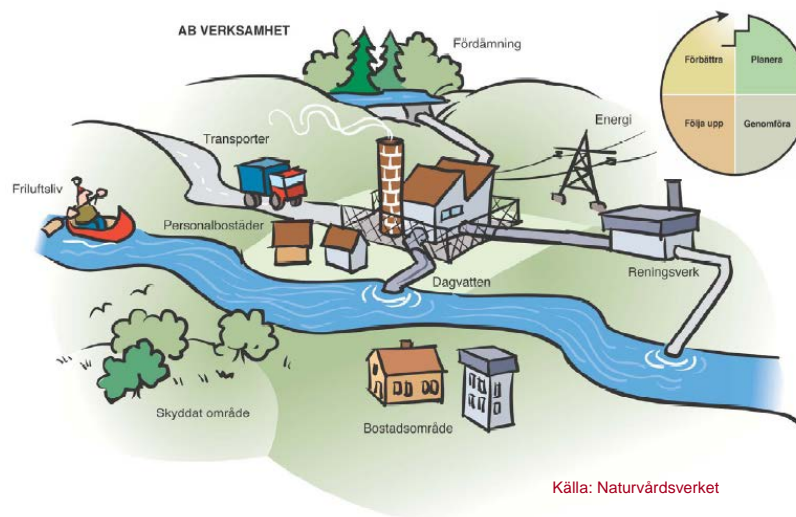 AB VERKSAMHET
Fördämning
Förbättra
Planera
Följa upp
Genomföra
Energi
Transporter
Friluftsliv
Personalbostäder
Dagvatten
Reningsverk
Skyddat område
Bostadsområde
Källa: Naturvårdsverket